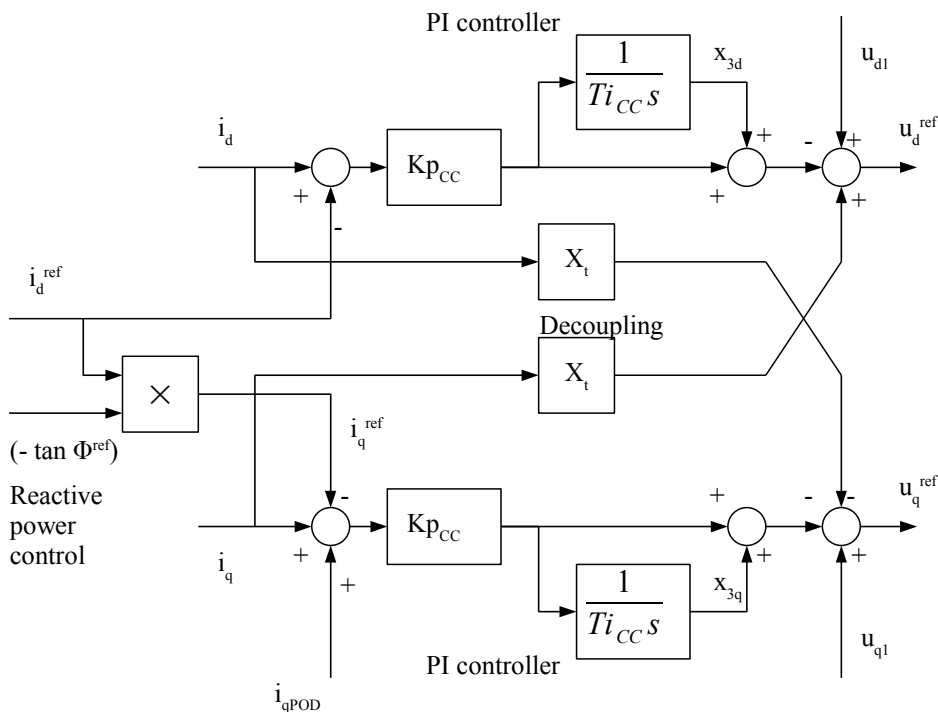 PI controller
1
Ti_CC s
x_3d
u_d1
i_d
+
-
Kp_CC
+
+
-
+
+
u_d^ref
X_t
i_d^ref
Decoupling
X_t
×
(- tan Φ^ref)
i_q^ref
Reactive
power
control
-
+
+
Kp_CC
+
+
-
-
+
u_q^ref
i_q
1
Ti_CC s
x_3q
PI controller
u_q1
i_qPOD